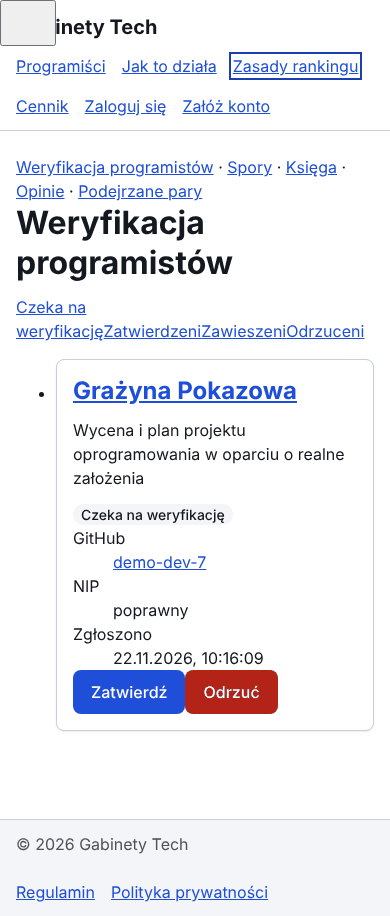 inety Tech
Programiści Jak to działa Zasady rankingu
Cennik Zaloguj się Załóż konto
Weryfikacja programistów · Spory · Księga ·
Opinie · Podejrzane pary
Weryfikacja
programistów
Czeka na
weryfikacjęZatwierdzeniZawieszeniOdrzuceni
Grażyna Pokazowa
Wycena i plan projektu
oprogramowania w oparciu o realne
założenia
Czeka na weryfikację
GitHub
demo-dev-7
NIP
poprawny
Zgłoszono
22.11.2026, 10:16:09
Zatwierdź Odrzuć
© 2026 Gabinety Tech
Regulamin Polityka prywatności